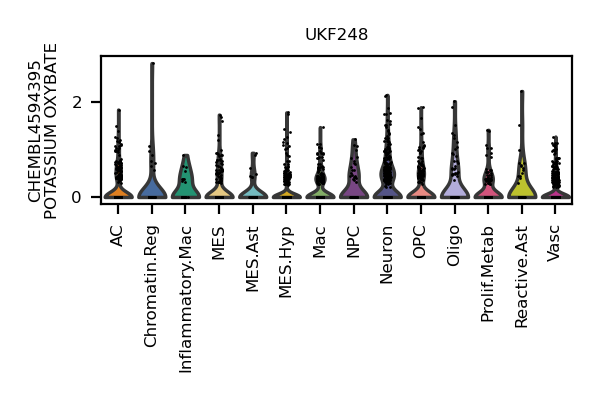 UKF248
CHEMBL4594395
POTASSIUM OXYBATE
2
0
AC
Chromatin.Reg
Inflammatory.Mac
MES
MES.Ast
MES.Hyp
Mac
NPC
Neuron
OPC
Oligo
Prolif.Metab
Reactive.Ast
Vasc